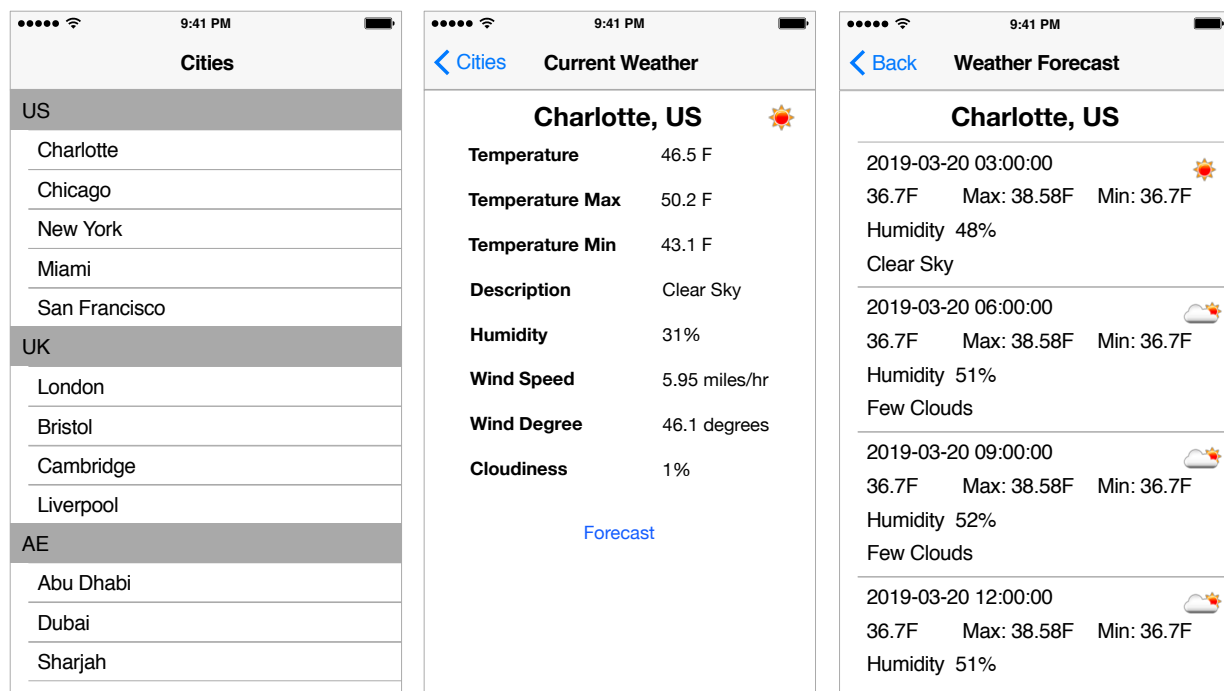 9:41 PM
Cities
US
Charlotte
Chicago
New York
Miami
San Francisco
UK
London
Bristol
Cambridge
Liverpool
AE
Abu Dhabi
Dubai
Sharjah
9:41 PM
Cities Current Weather
Charlotte, US
Temperature 46.5 F
Temperature Max 50.2 F
Temperature Min 43.1 F
Description Clear Sky
Humidity 31%
Wind Speed 5.95 miles/hr
Wind Degree 46.1 degrees
Cloudiness 1%
Forecast
9:41 PM
Back Weather Forecast
Charlotte, US
2019-03-20 03:00:00
36.7F Max: 38.58F Min: 36.7F
Humidity 48%
Clear Sky
2019-03-20 06:00:00
36.7F Max: 38.58F Min: 36.7F
Humidity 51%
Few Clouds
2019-03-20 09:00:00
36.7F Max: 38.58F Min: 36.7F
Humidity 52%
Few Clouds
2019-03-20 12:00:00
36.7F Max: 38.58F Min: 36.7F
Humidity 51%